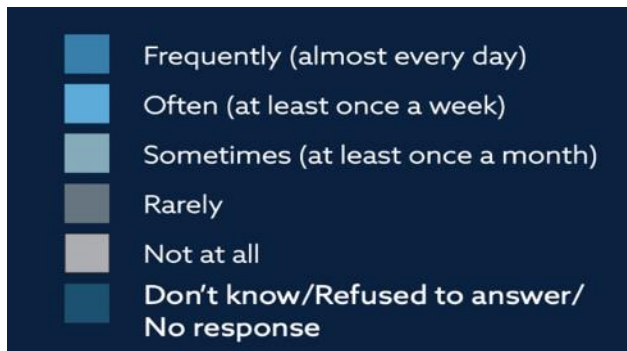 Frequently (almost every day)
Often (at least once a week)
Sometimes (at least once a month)
Rarely
Not at all
Don't know/Refused to answer/
No response